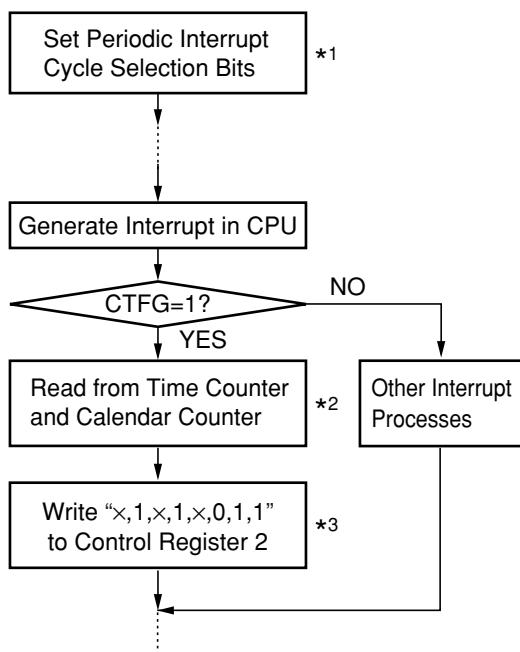 Set Periodic Interrupt
Cycle Selection Bits
*1
Generate Interrupt in CPU
CTFG=1?
NO
YES
Read from Time Counter
and Calendar Counter
*2
Other Interrupt
Processes
Write “×,1,×,1,×,0,1,1”
to Control Register 2
*3